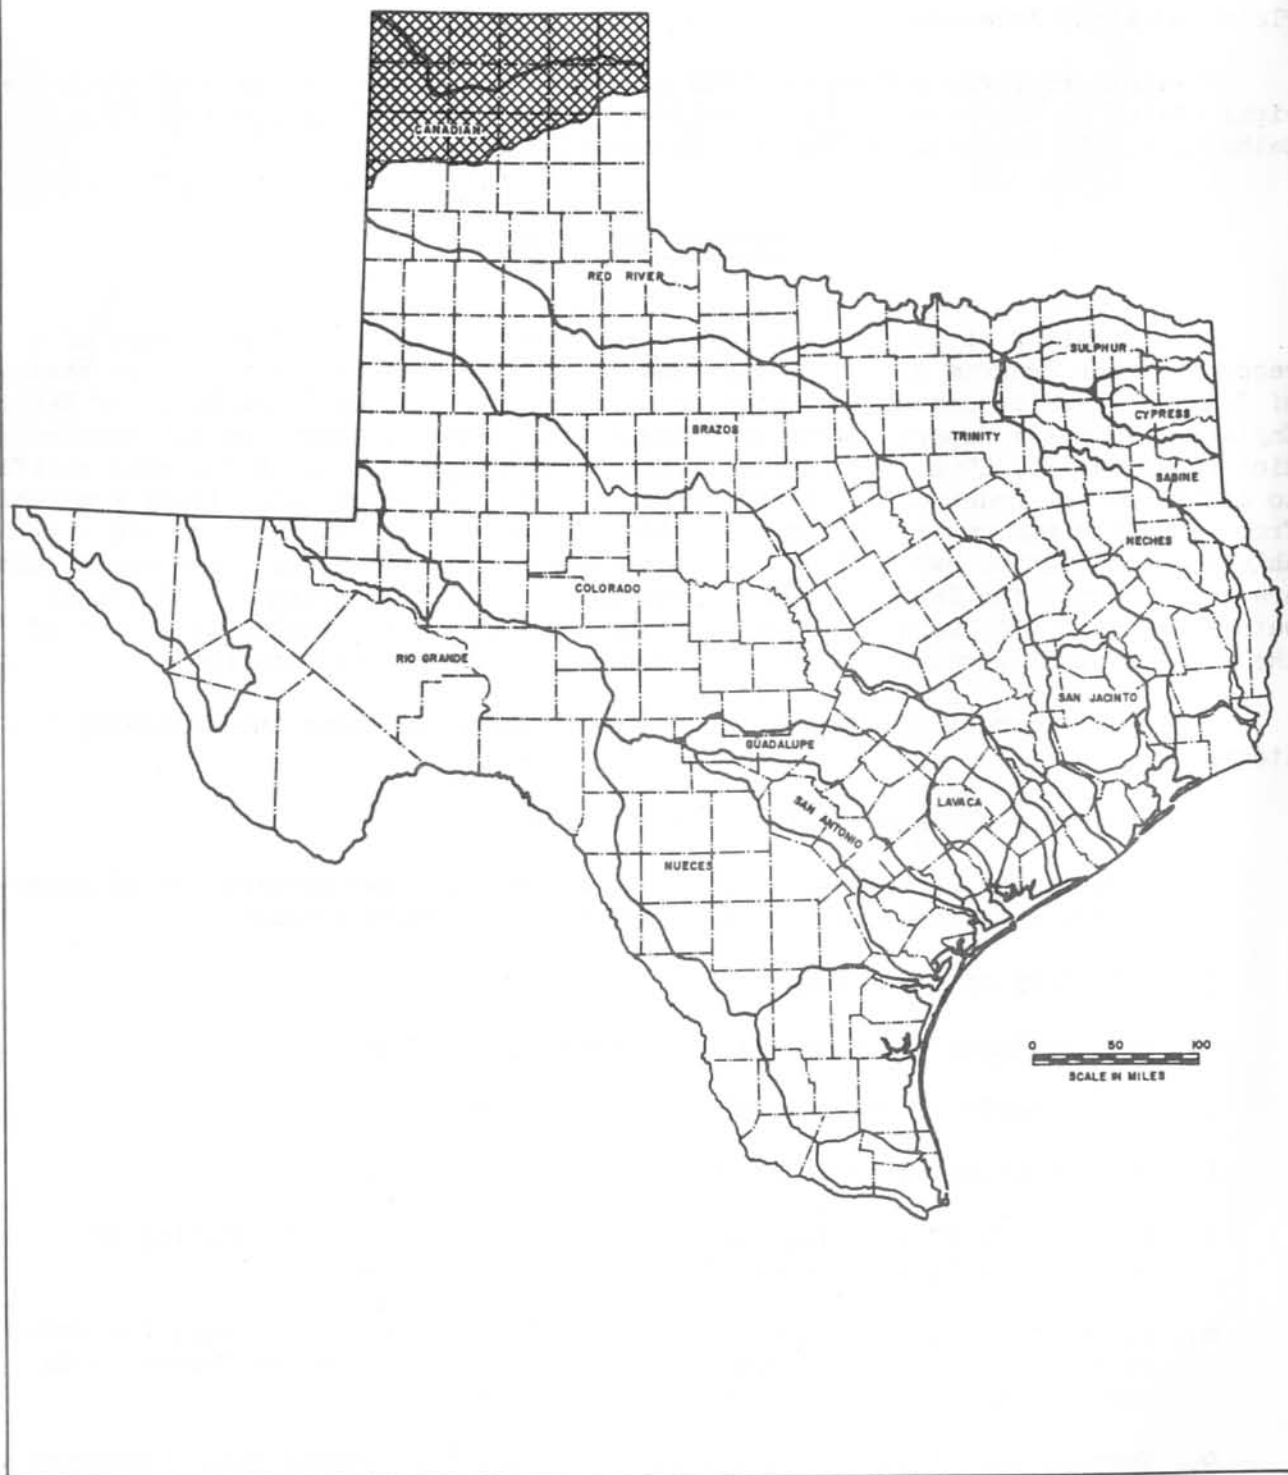 CANADIAN
RED RIVER
SULPHUR
CYPRESS
BRAZOS
TRINITY
SABINE
NECHES
COLORADO
RIO GRANDE
SAN JACINTO
GUADALUPE
LAVACA
SAN ANTONIO
NUECES
0 50 100
SCALE IN MILES